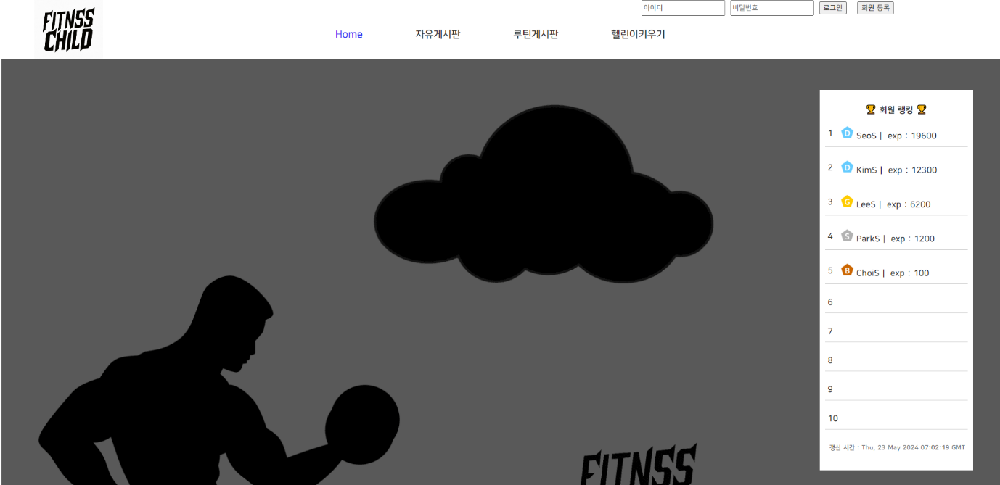 FITNSS
CHILD
아이디 비밀번호 로그인 회원 등록
Home 자유게시판 루틴게시판 헬린이키우기
🏆 회원 랭킹 🏆
1 D SeoS | exp : 19600
2 D KimS | exp : 12300
3 G LeeS | exp : 6200
4 S ParkS | exp : 1200
5 B ChoiS | exp : 100
6
7
8
9
10
갱신 시간 : Thu, 23 May 2024 07:02:19 GMT
FITNSS